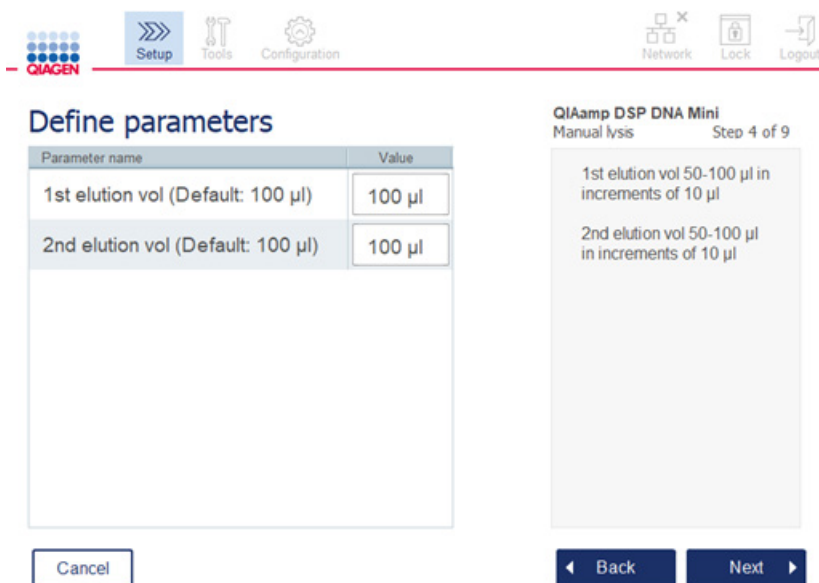 QIAGEN
Setup
Tools
Configuration
Network
Lock
Logout
Define parameters
Parameter name Value
1st elution vol (Default: 100 µl) 100 µl
2nd elution vol (Default: 100 µl) 100 µl
QIAamp DSP DNA Mini
Manual lysis Step 4 of 9
1st elution vol 50-100 µl in
increments of 10 µl
2nd elution vol 50-100 µl
in increments of 10 µl
Cancel
Back
Next